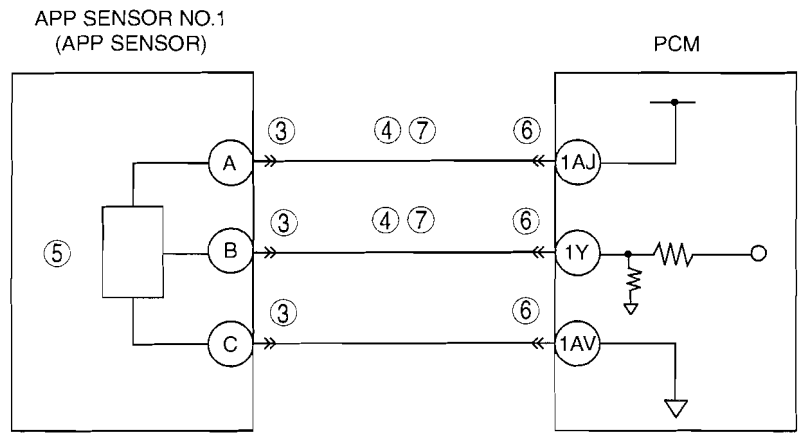 APP SENSOR NO.1
(APP SENSOR)
PCM
③ ④ ⑦ ⑥
A 1AJ
③ ④ ⑦ ⑥
⑤ B 1Y
③ ⑥
C 1AV